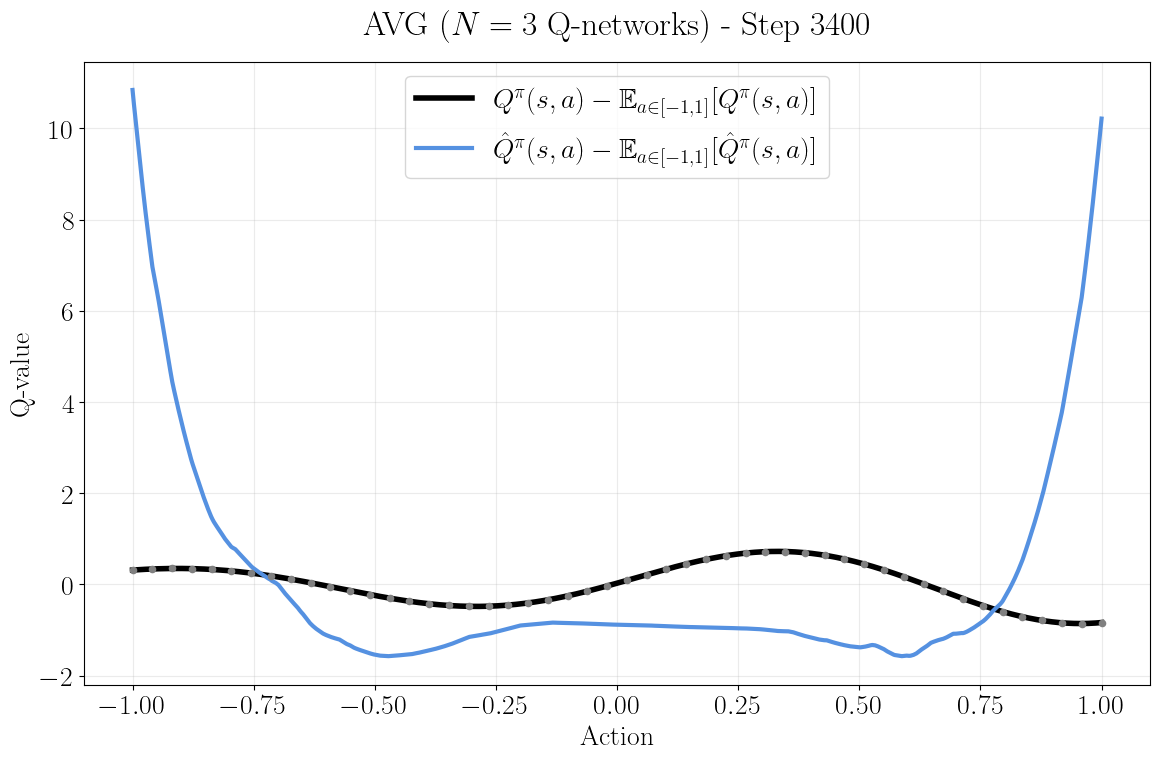 AVG (N = 3 Q-networks) - Step 3400
Q^π(s, a) − 𝔼_{a∈[−1,1]}[Q^π(s, a)]
Q̂^π(s, a) − 𝔼_{a∈[−1,1]}[Q̂^π(s, a)]
Q-value
10
8
6
4
2
0
−2
−1.00 −0.75 −0.50 −0.25 0.00 0.25 0.50 0.75 1.00
Action